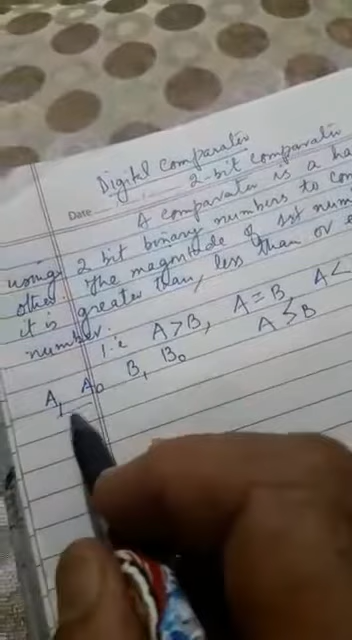 Digital Comparator
Date 2-bit comparator
A comparator is a
using 2 bit binary numbers to
other. The magnitude of 1st
it is greater than, less than or
number.
i.e A>B, A=B, A<
A ≶ B
A₁ A₀ B₁ B₀